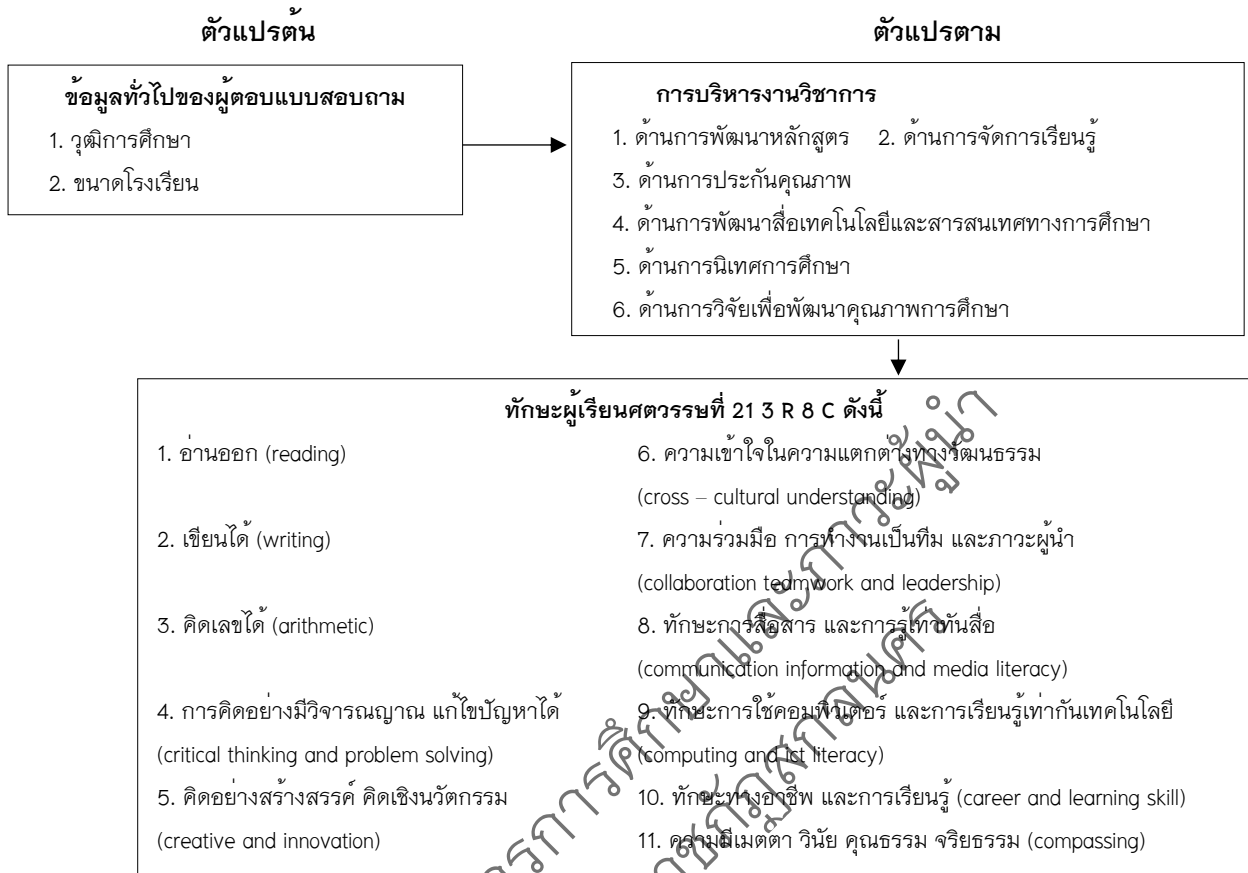 ตัวแปรต้น
ตัวแปรตาม
ข้อมูลทั่วไปของผู้ตอบแบบสอบถาม
1. วุฒิการศึกษา
2. ขนาดโรงเรียน
การบริหารงานวิชาการ
1. ด้านการพัฒนาหลักสูตร 2. ด้านการจัดการเรียนรู้
3. ด้านการประกันคุณภาพ
4. ด้านการพัฒนาสื่อเทคโนโลยีและสารสนเทศทางการศึกษา
5. ด้านการนิเทศการศึกษา
6. ด้านการวิจัยเพื่อพัฒนาคุณภาพการศึกษา
ทักษะผู้เรียนศตวรรษที่ 21 3 R 8 C ดังนี้
1. อ่านออก (reading)
2. เขียนได้ (writing)
3. คิดเลขได้ (arithmetic)
4. การคิดอย่างมีวิจารณญาณ แก้ไขปัญหาได้
(critical thinking and problem solving)
5. คิดอย่างสร้างสรรค์ คิดเชิงนวัตกรรม
(creative and innovation)
6. ความเข้าใจในความแตกต่างทางวัฒนธรรม
(cross – cultural understanding)
7. ความร่วมมือ การทำงานเป็นทีม และภาวะผู้นำ
(collaboration teamwork and leadership)
8. ทักษะการสื่อสาร และการรู้เท่าทันสื่อ
(communication information and media literacy)
9. ทักษะการใช้คอมพิวเตอร์ และการเรียนรู้เท่ากันเทคโนโลยี
(computing and ict literacy)
10. ทักษะทางอาชีพ และการเรียนรู้ (career and learning skill)
11. ความมีเมตตา วินัย คุณธรรม จริยธรรม (compassing)
การศึกษาและภาวะผู้นำ
สกลนคร